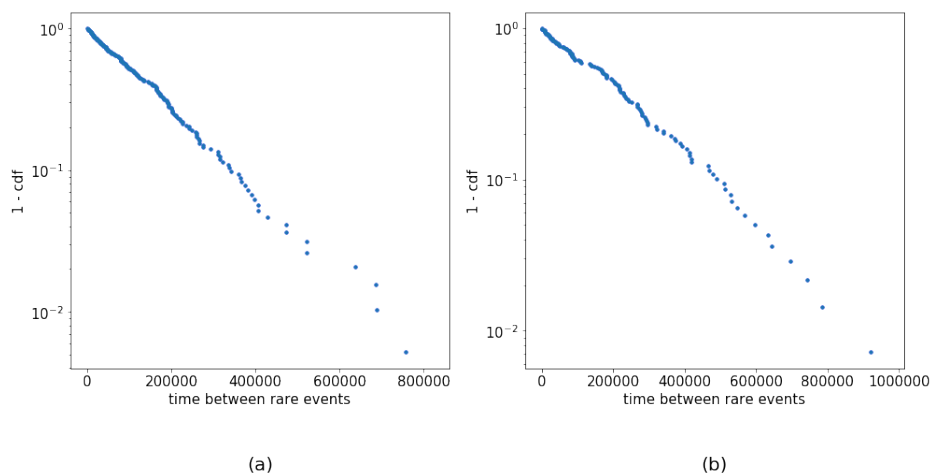 10⁰
10⁻¹
10⁻²
1 - cdf
0 200000 400000 600000 800000
time between rare events
(a)
10⁰
10⁻¹
10⁻²
1 - cdf
0 200000 400000 600000 800000 1000000
time between rare events
(b)